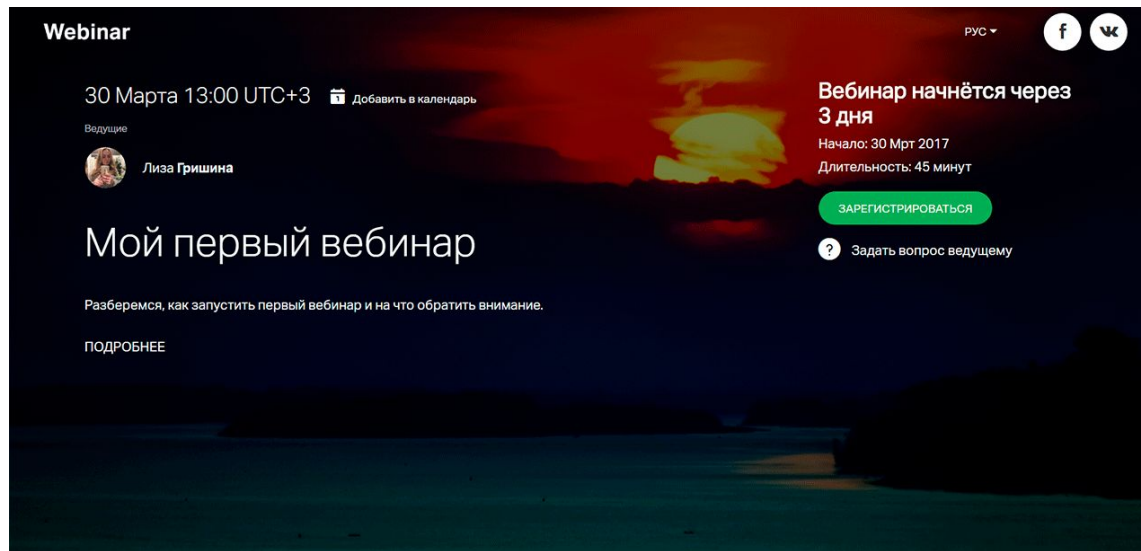 Webinar
РУС
f
30 Марта 13:00 UTC+3
1
Добавить в календарь
Ведущие
Лиза Гришина
Мой первый вебинар
Разберемся, как запустить первый вебинар и на что обратить внимание.
ПОДРОБНЕЕ
Вебинар начнётся через
3 дня
Начало: 30 Мрт 2017
Длительность: 45 минут
ЗАРЕГИСТРИРОВАТЬСЯ
? Задать вопрос ведущему